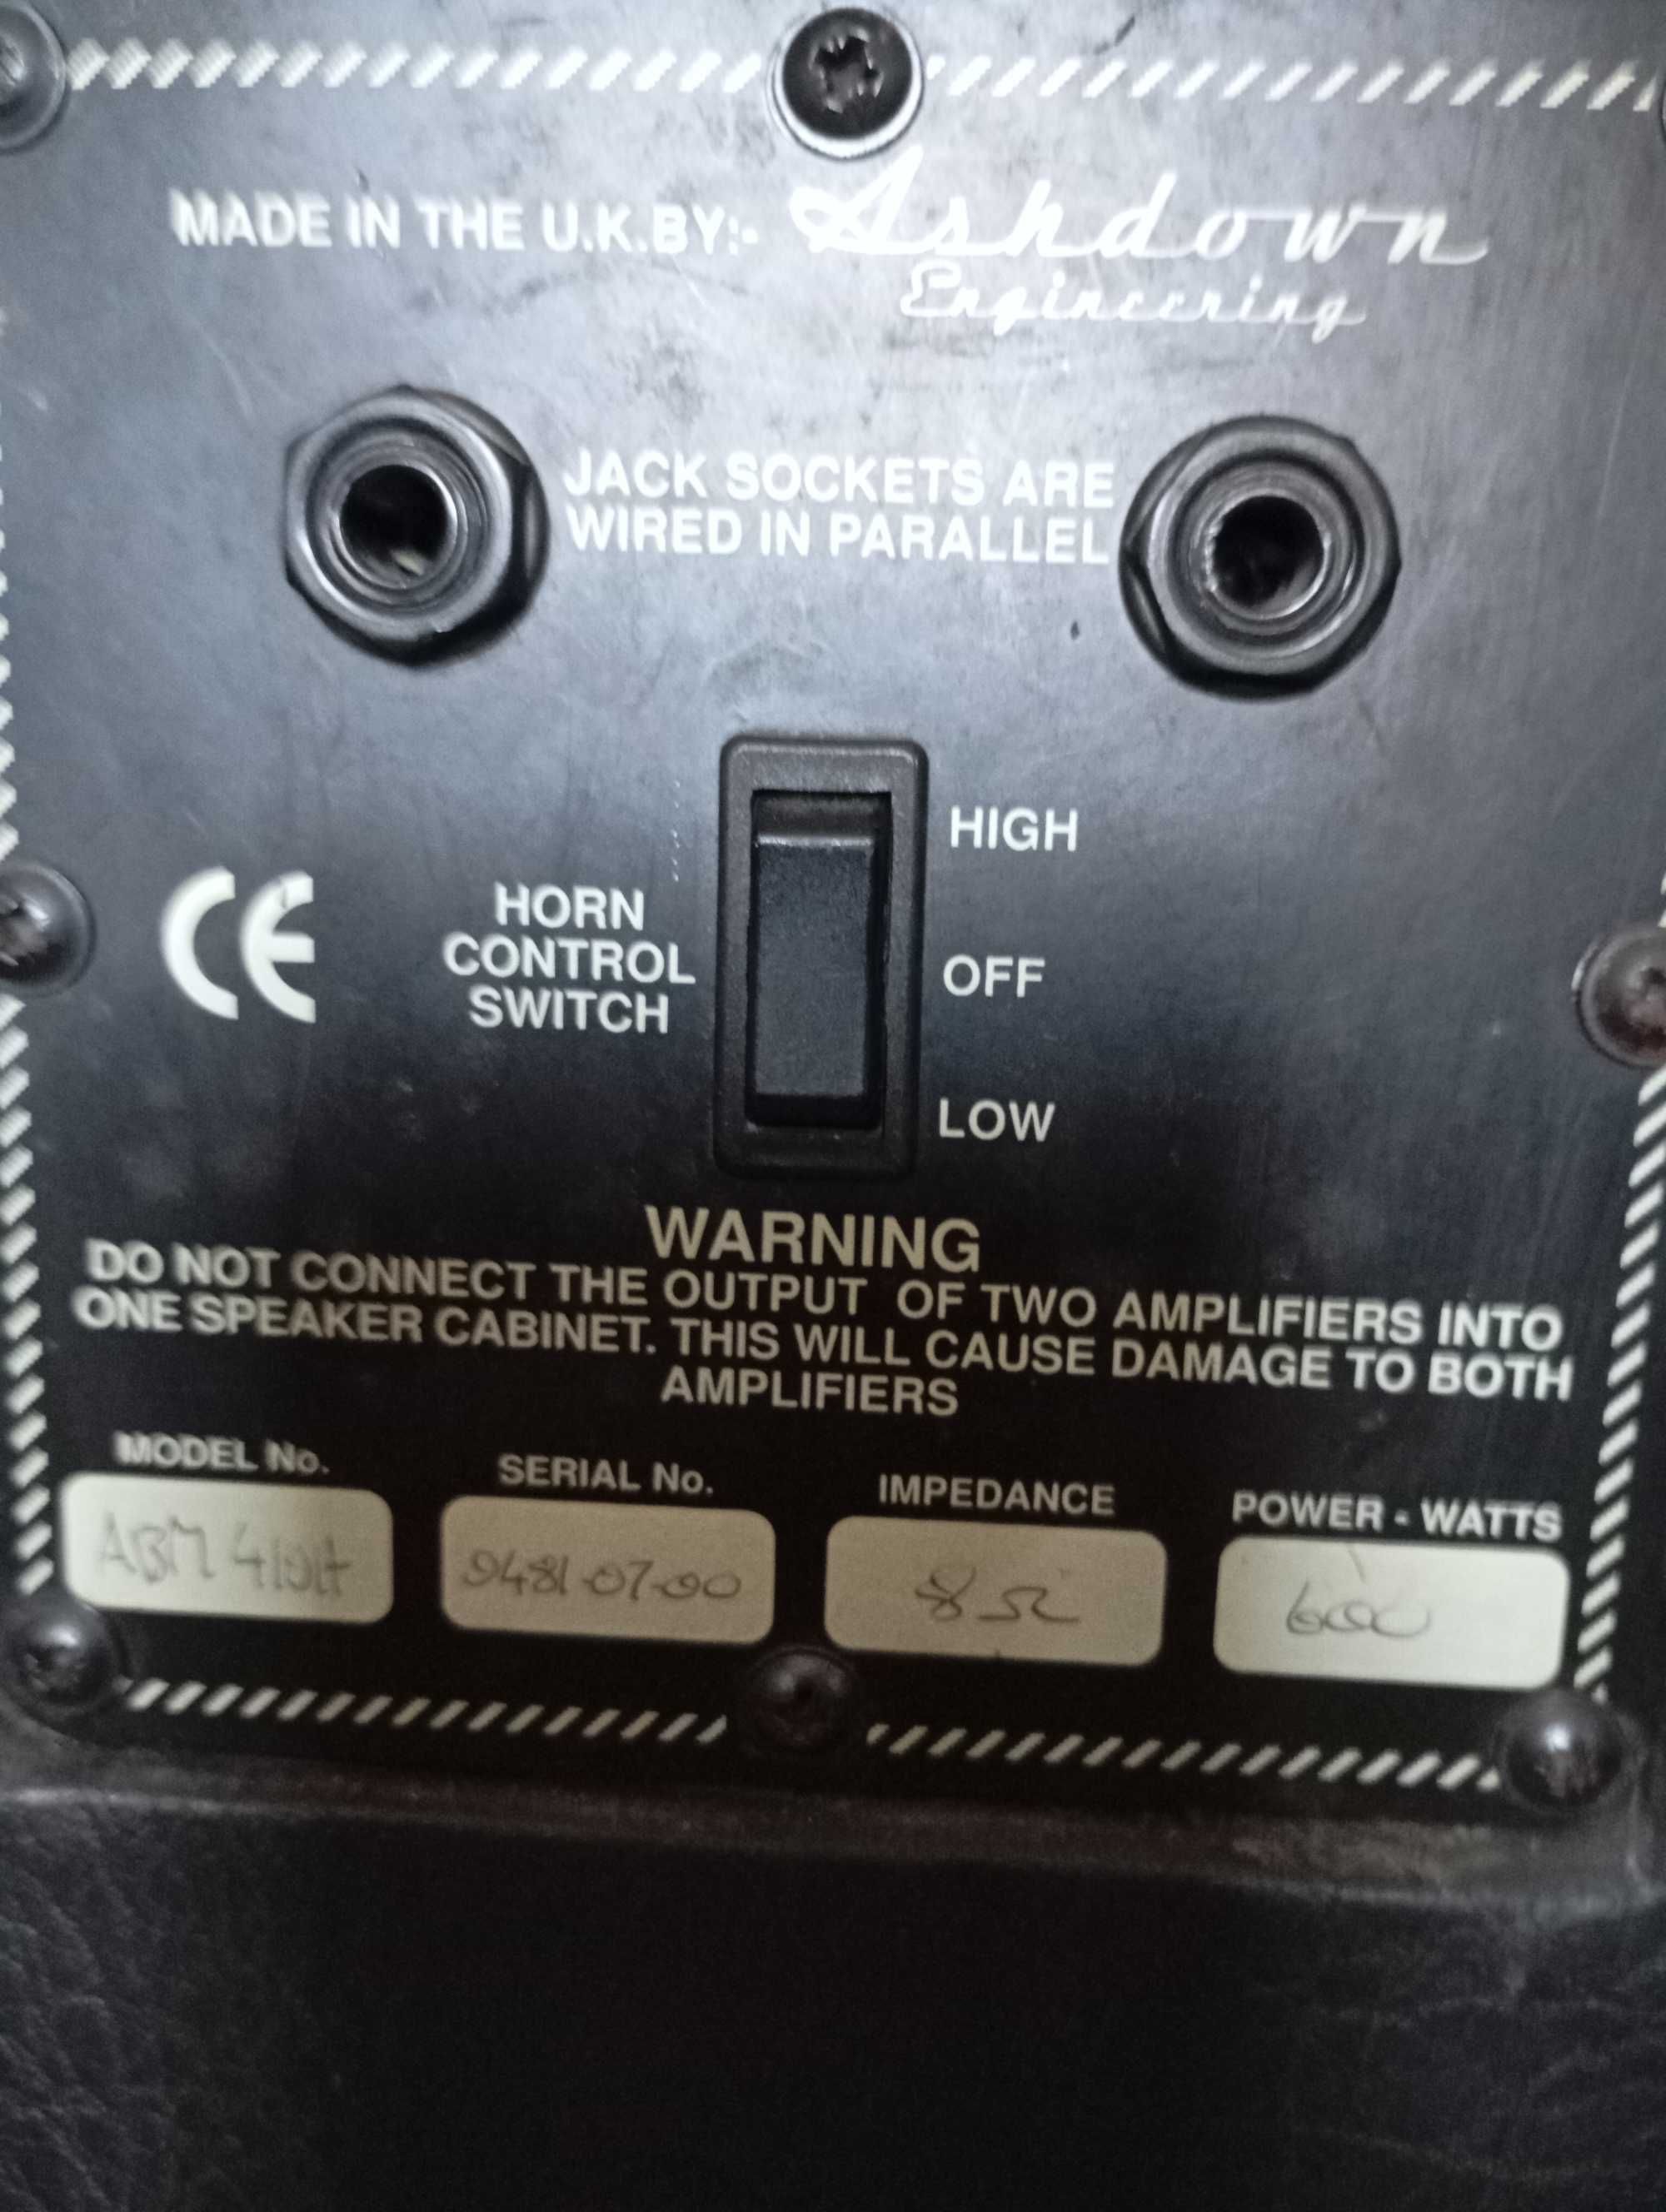 MADE IN THE U.K.BY:- Ashdown
Engineering
JACK SOCKETS ARE
WIRED IN PARALLEL
HIGH
CE
HORN
CONTROL
SWITCH
OFF
LOW
WARNING
DO NOT CONNECT THE OUTPUT OF TWO AMPLIFIERS INTO
ONE SPEAKER CABINET. THIS WILL CAUSE DAMAGE TO BOTH
AMPLIFIERS
MODEL No. SERIAL No. IMPEDANCE POWER - WATTS
ABM 410H 9481-07-00 8Ω 600